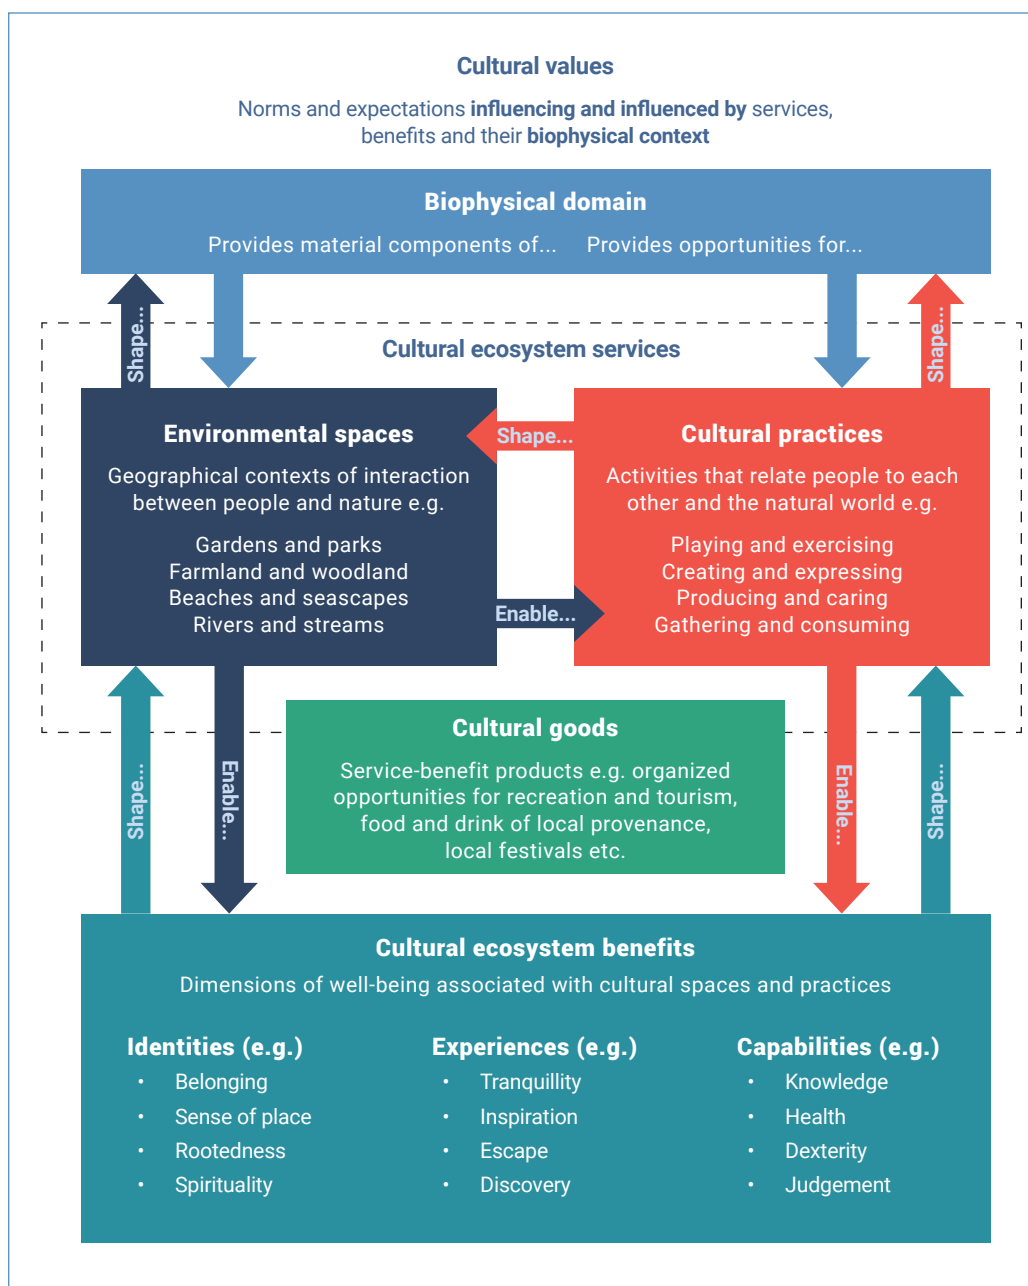 Cultural values
Norms and expectations influencing and influenced by services,
benefits and their biophysical context
Biophysical domain
Provides material components of... Provides opportunities for...
Shape...
Shape...
Cultural ecosystem services
Environmental spaces
Geographical contexts of interaction
between people and nature e.g.
Gardens and parks
Farmland and woodland
Beaches and seascapes
Rivers and streams
Shape...
Enable...
Cultural practices
Activities that relate people to each
other and the natural world e.g.
Playing and exercising
Creating and expressing
Producing and caring
Gathering and consuming
Shape...
Enable...
Cultural goods
Service-benefit products e.g. organized
opportunities for recreation and tourism,
food and drink of local provenance,
local festivals etc.
Enable...
Shape...
Cultural ecosystem benefits
Dimensions of well-being associated with cultural spaces and practices
Identities (e.g.)
• Belonging
• Sense of place
• Rootedness
• Spirituality
Experiences (e.g.)
• Tranquillity
• Inspiration
• Escape
• Discovery
Capabilities (e.g.)
• Knowledge
• Health
• Dexterity
• Judgement